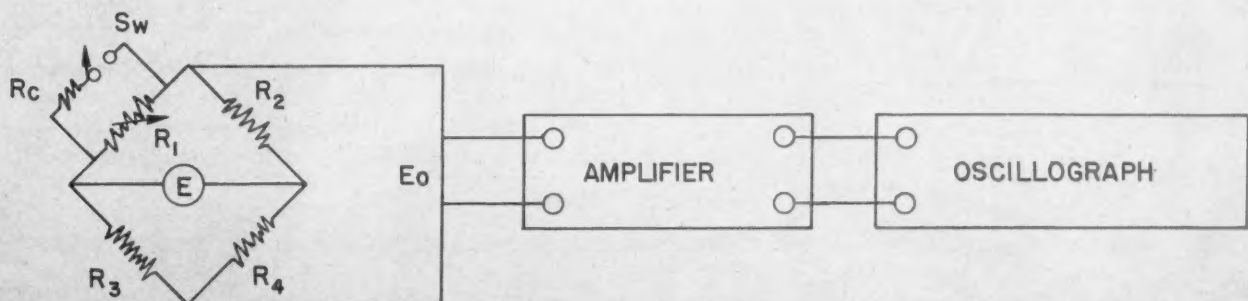 Sw
Rc
R1
R2
E
R3
R4
Eo
AMPLIFIER
OSCILLOGRAPH